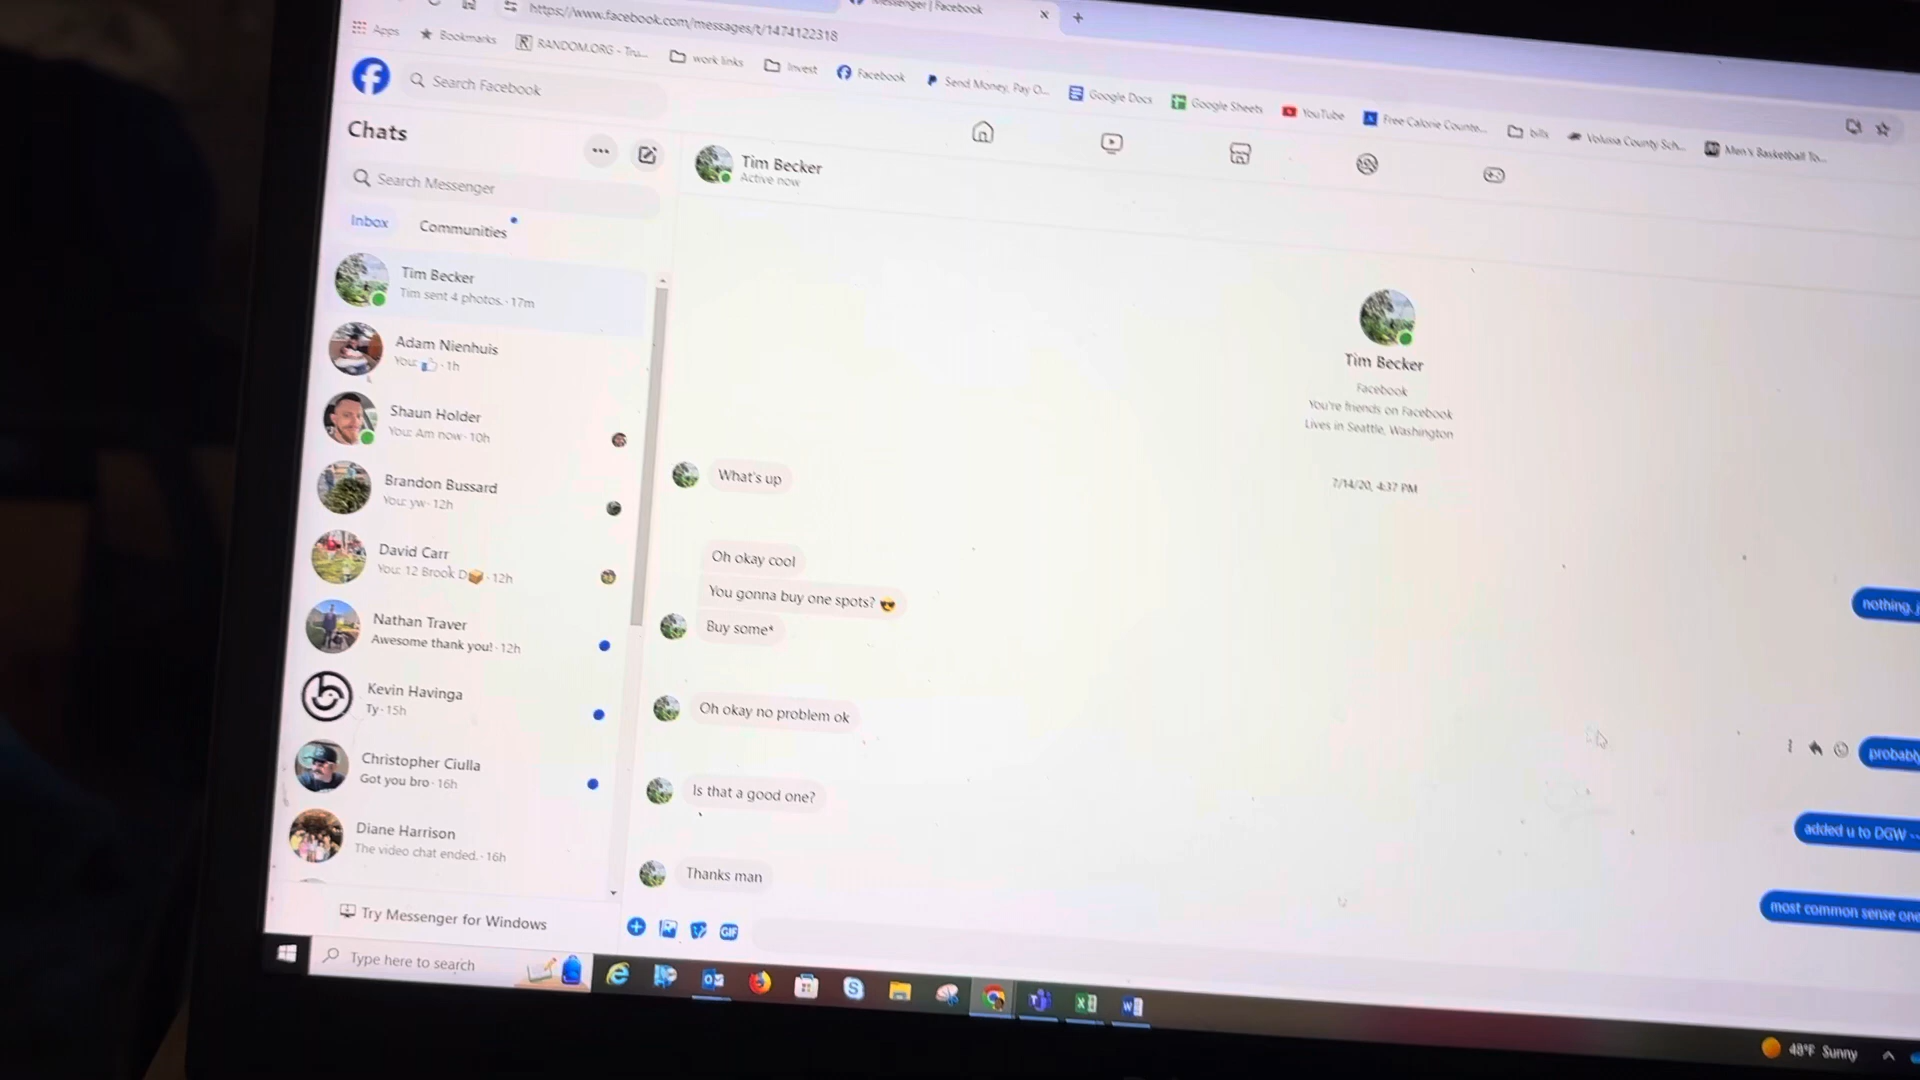 Messenger | Facebook
https://www.facebook.com/messages/t/1474122318
Apps
Bookmarks
RANDOM.ORG - Tru...
work links
Invest
Facebook
Send Money, Pay O...
Google Docs
Google Sheets
YouTube
Free Calorie Counte...
bills
Volusia County Sch...
Men's Basketball To...
Search Facebook
Chats
Search Messenger
Inbox
Communities
Tim Becker
Tim sent 4 photos. · 17m
Adam Nienhuis
You: 👍 · 1h
Shaun Holder
You: Am now · 10h
Brandon Bussard
You: yw · 12h
David Carr
You: 12 Brook D📦 · 12h
Nathan Traver
Awesome thank you! · 12h
Kevin Havinga
Ty · 15h
Christopher Ciulla
Got you bro · 16h
Diane Harrison
The video chat ended. · 16h
Try Messenger for Windows
Tim Becker
Active now
Tim Becker
Facebook
You're friends on Facebook
Lives in Seattle, Washington
7/14/20, 4:37 PM
What's up
nothing. j
Oh okay cool
You gonna buy one spots? 😎
Buy some*
probably
Oh okay no problem ok
added u to DGW --
Is that a good one?
most common sense one
Thanks man
GIF
Type here to search
48°F Sunny